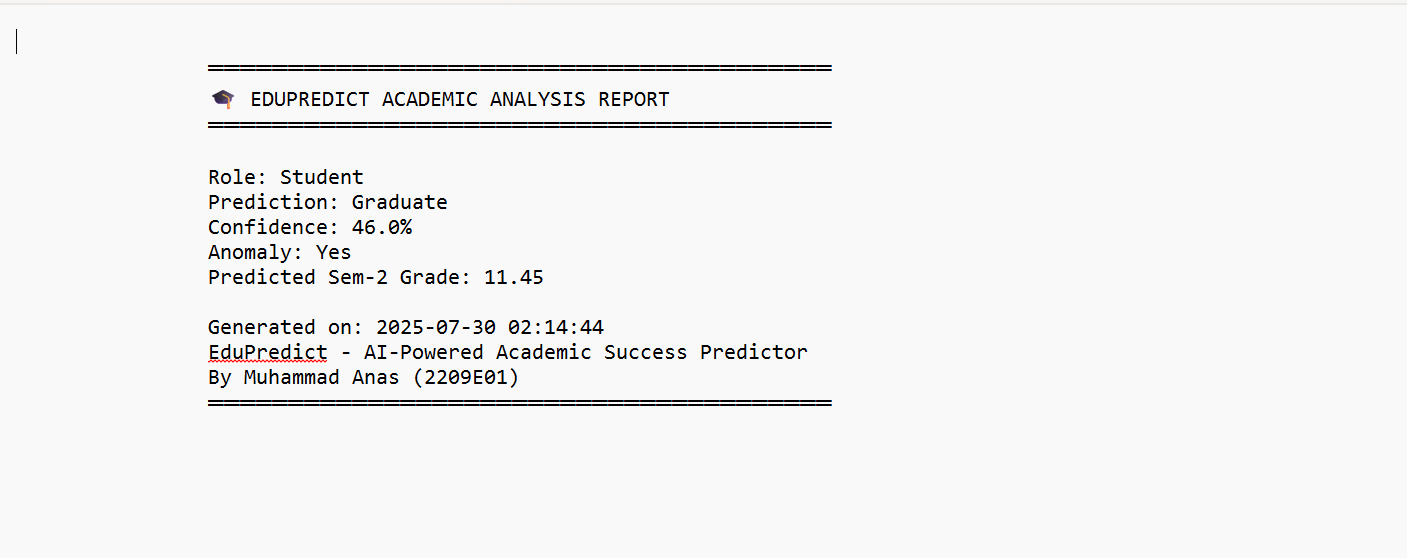 ════════════════════════════════════════════════════
🎓 EDUPREDICT ACADEMIC ANALYSIS REPORT
════════════════════════════════════════════════════
Role: Student
Prediction: Graduate
Confidence: 46.0%
Anomaly: Yes
Predicted Sem-2 Grade: 11.45
Generated on: 2025-07-30 02:14:44
EduPredict - AI-Powered Academic Success Predictor
By Muhammad Anas (2209E01)
════════════════════════════════════════════════════